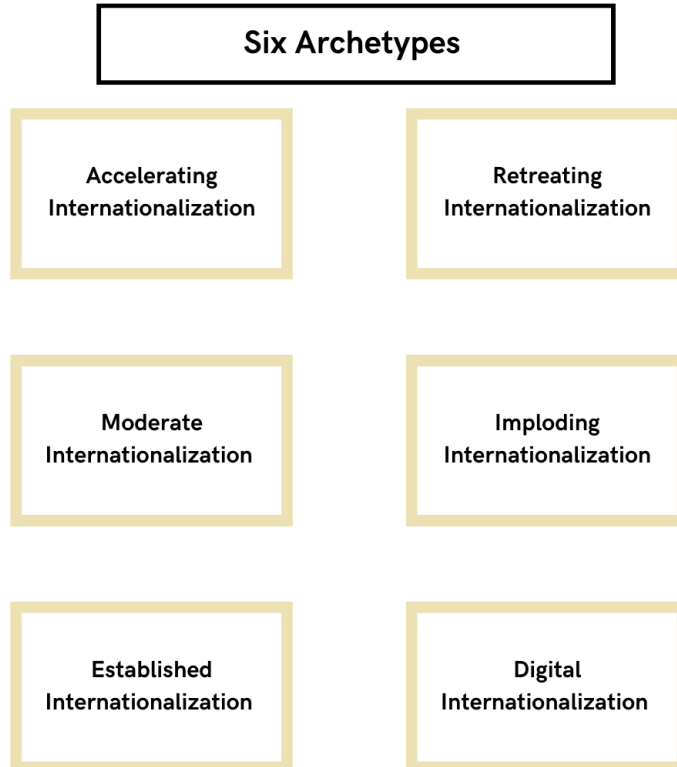 Six Archetypes
Accelerating
Internationalization
Retreating
Internationalization
Moderate
Internationalization
Imploding
Internationalization
Established
Internationalization
Digital
Internationalization